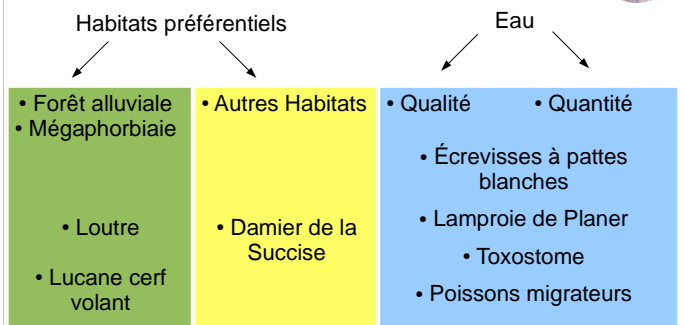 Habitats préférentiels
Eau
• Forêt alluviale
• Mégaphorbiaie
• Loutre
• Lucane cerf
volant
• Autres Habitats
• Damier de la
Succise
• Qualité
• Quantité
• Écrevisses à pattes
blanches
• Lamproie de Planer
• Toxostome
• Poissons migrateurs